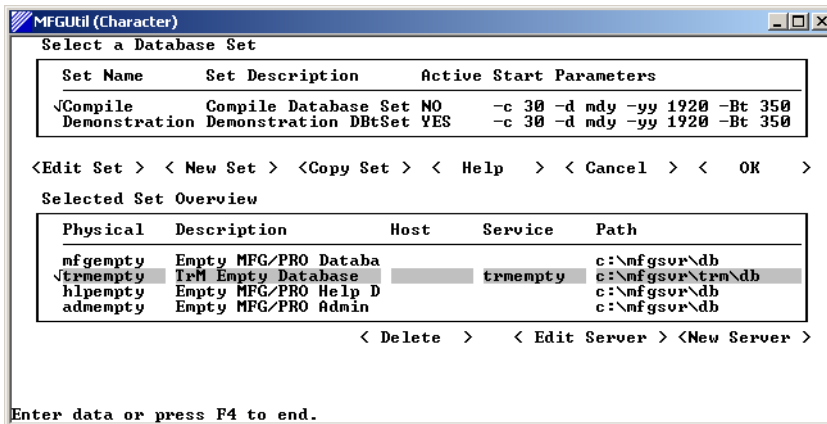 MFGUtil (Character)
Select a Database Set
Set Name Set Description Active Start Parameters
√Compile Compile Database Set NO -c 30 -d mdy -yy 1920 -Bt 350
Demonstration Demonstration DBtSet YES -c 30 -d mdy -yy 1920 -Bt 350
<Edit Set > < New Set > <Copy Set > < Help > < Cancel > < OK >
Selected Set Overview
Physical Description Host Service Path
mfgempty Empty MFG/PRO Databa c:\mfgsvr\db
√trmempty TrM Empty Database trmempty c:\mfgsvr\trm\db
hlpempty Empty MFG/PRO Help D c:\mfgsvr\db
admempty Empty MFG/PRO Admin c:\mfgsvr\db
< Delete > < Edit Server > <New Server >
Enter data or press F4 to end.